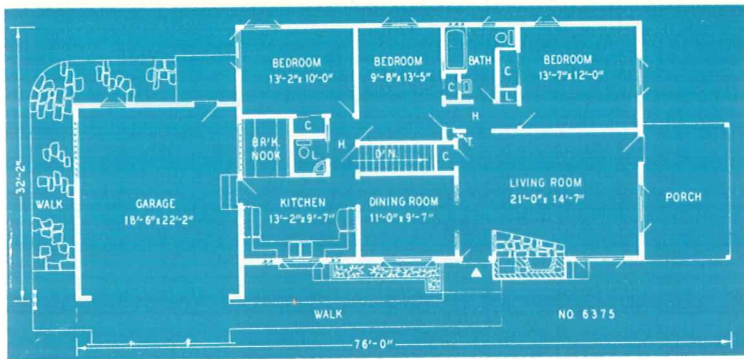 BEDROOM
13'-2" x 10'-0
BEDROOM
9'-8" x 13'-5"
BATH
BEDROOM
13'-7" x 12'-0
C.
C.
L.
C.
BR'K.
NOOK
L.
H.
H.
D'N.
C.
T.
32'-2"
WALK
GARAGE
18'-6" x 22'-2"
KITCHEN
13'-2" x 9'-7"
DINING ROOM
11'-0 x 9'-7"
LIVING ROOM
21'-0 x 14'-7"
PORCH
WALK
NO. 6375
76'-0"